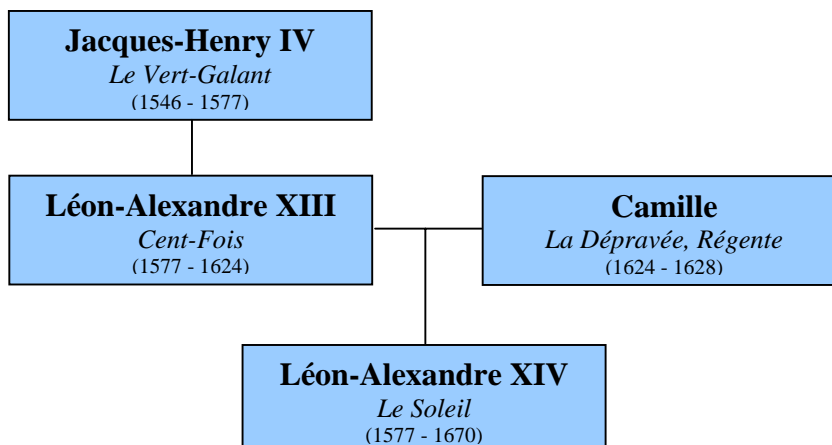 Jacques-Henry IV
Le Vert-Galant
(1546 - 1577)
Léon-Alexandre XIII
Cent-Fois
(1577 - 1624)
Camille
La Dépravée, Régente
(1624 - 1628)
Léon-Alexandre XIV
Le Soleil
(1577 - 1670)